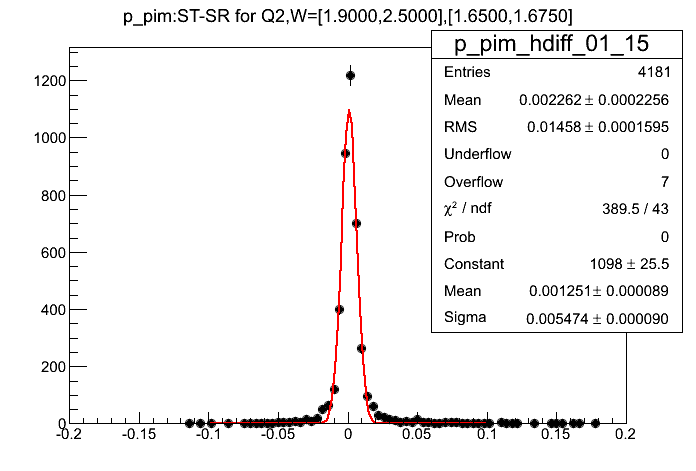 p_pim:ST-SR for Q2,W=[1.9000,2.5000],[1.6500,1.6750]
p_pim_hdiff_01_15
Entries 4181
Mean 0.002262 ± 0.0002256
RMS 0.01458 ± 0.0001595
Underflow 0
Overflow 7
χ² / ndf 389.5 / 43
Prob 0
Constant 1098 ± 25.5
Mean 0.001251 ± 0.000089
Sigma 0.005474 ± 0.000090
1200
1000
800
600
400
200
0
-0.2 -0.15 -0.1 -0.05 0 0.05 0.1 0.15 0.2